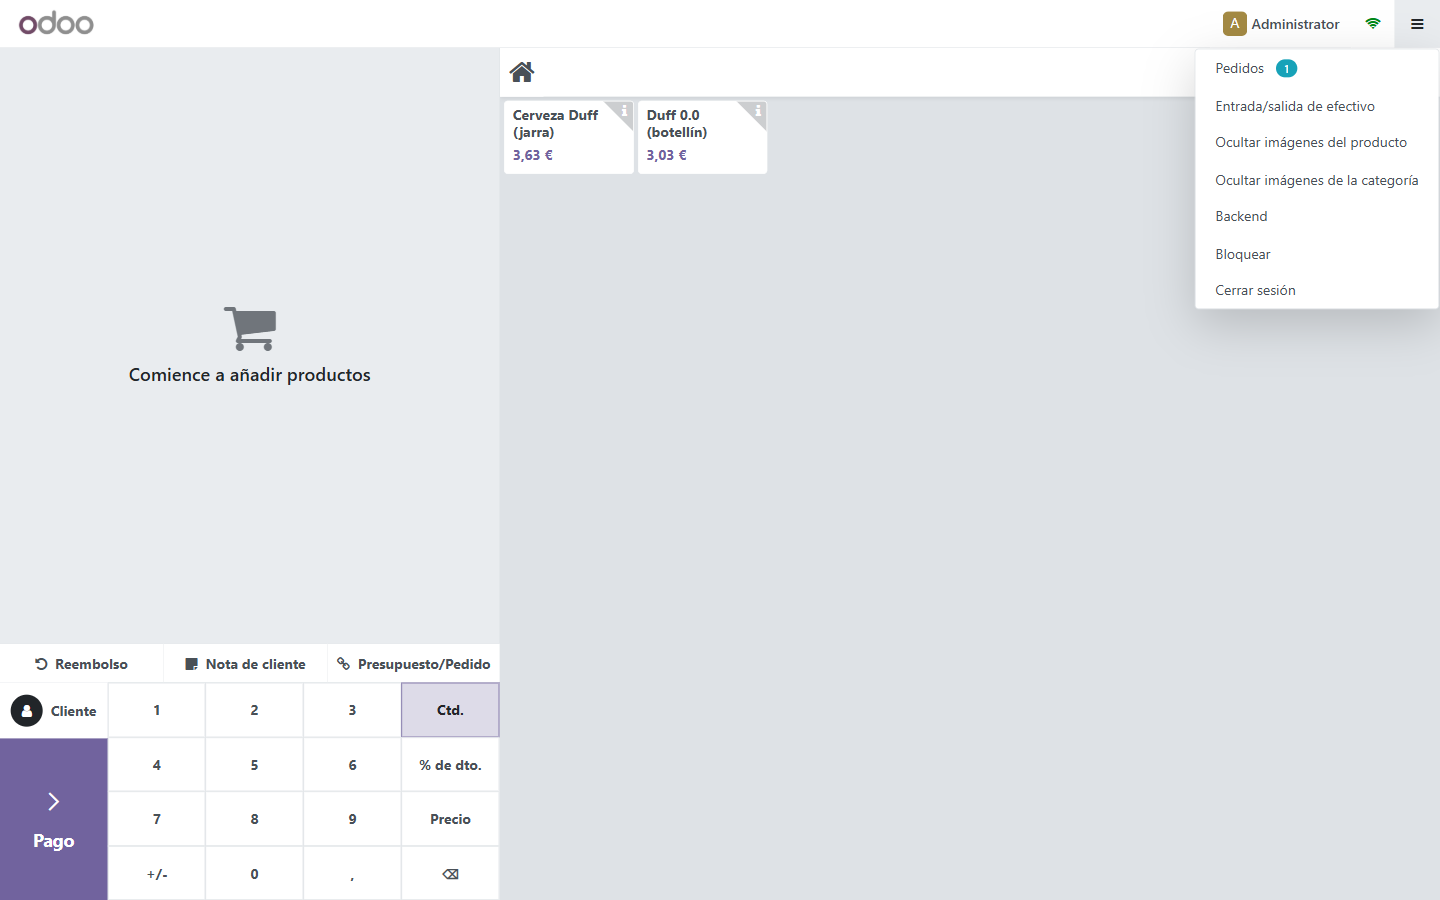 odoo
A Administrator
Pedidos 1
Entrada/salida de efectivo
Ocultar imágenes del producto
Ocultar imágenes de la categoría
Backend
Bloquear
Cerrar sesión
Cerveza Duff
(jarra)
3,63 €
Duff 0.0
(botellín)
3,03 €
Comience a añadir productos
Reembolso
Nota de cliente
Presupuesto/Pedido
Cliente
1 2 3 Ctd.
4 5 6 % de dto.
7 8 9 Precio
+/- 0 , ⌫
Pago